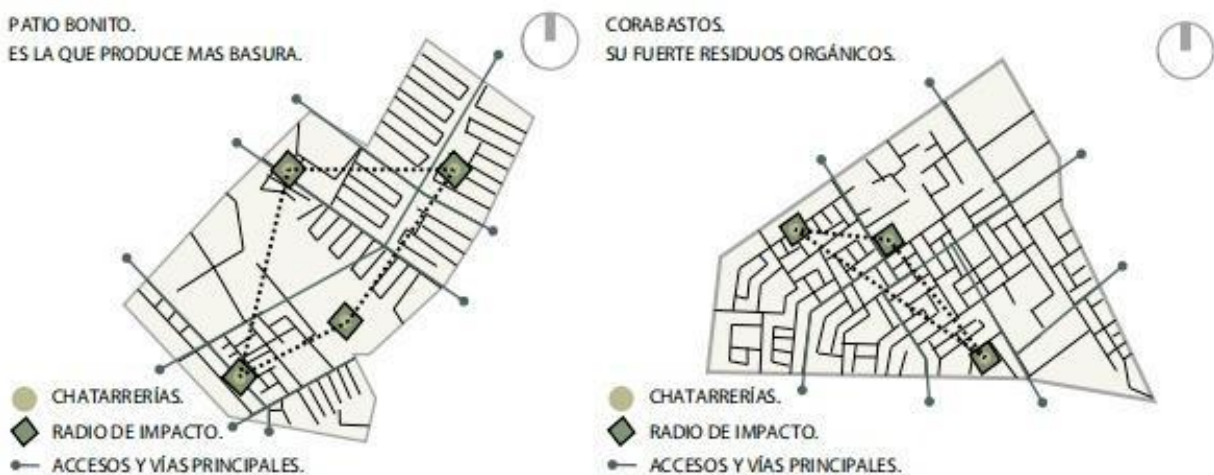 PATIO BONITO.
ES LA QUE PRODUCE MAS BASURA.
CHATARRERÍAS.
RADIO DE IMPACTO.
ACCESOS Y VÍAS PRINCIPALES.
CORABASTOS.
SU FUERTE RESIDUOS ORGÁNICOS.
CHATARRERÍAS.
RADIO DE IMPACTO.
ACCESOS Y VÍAS PRINCIPALES.